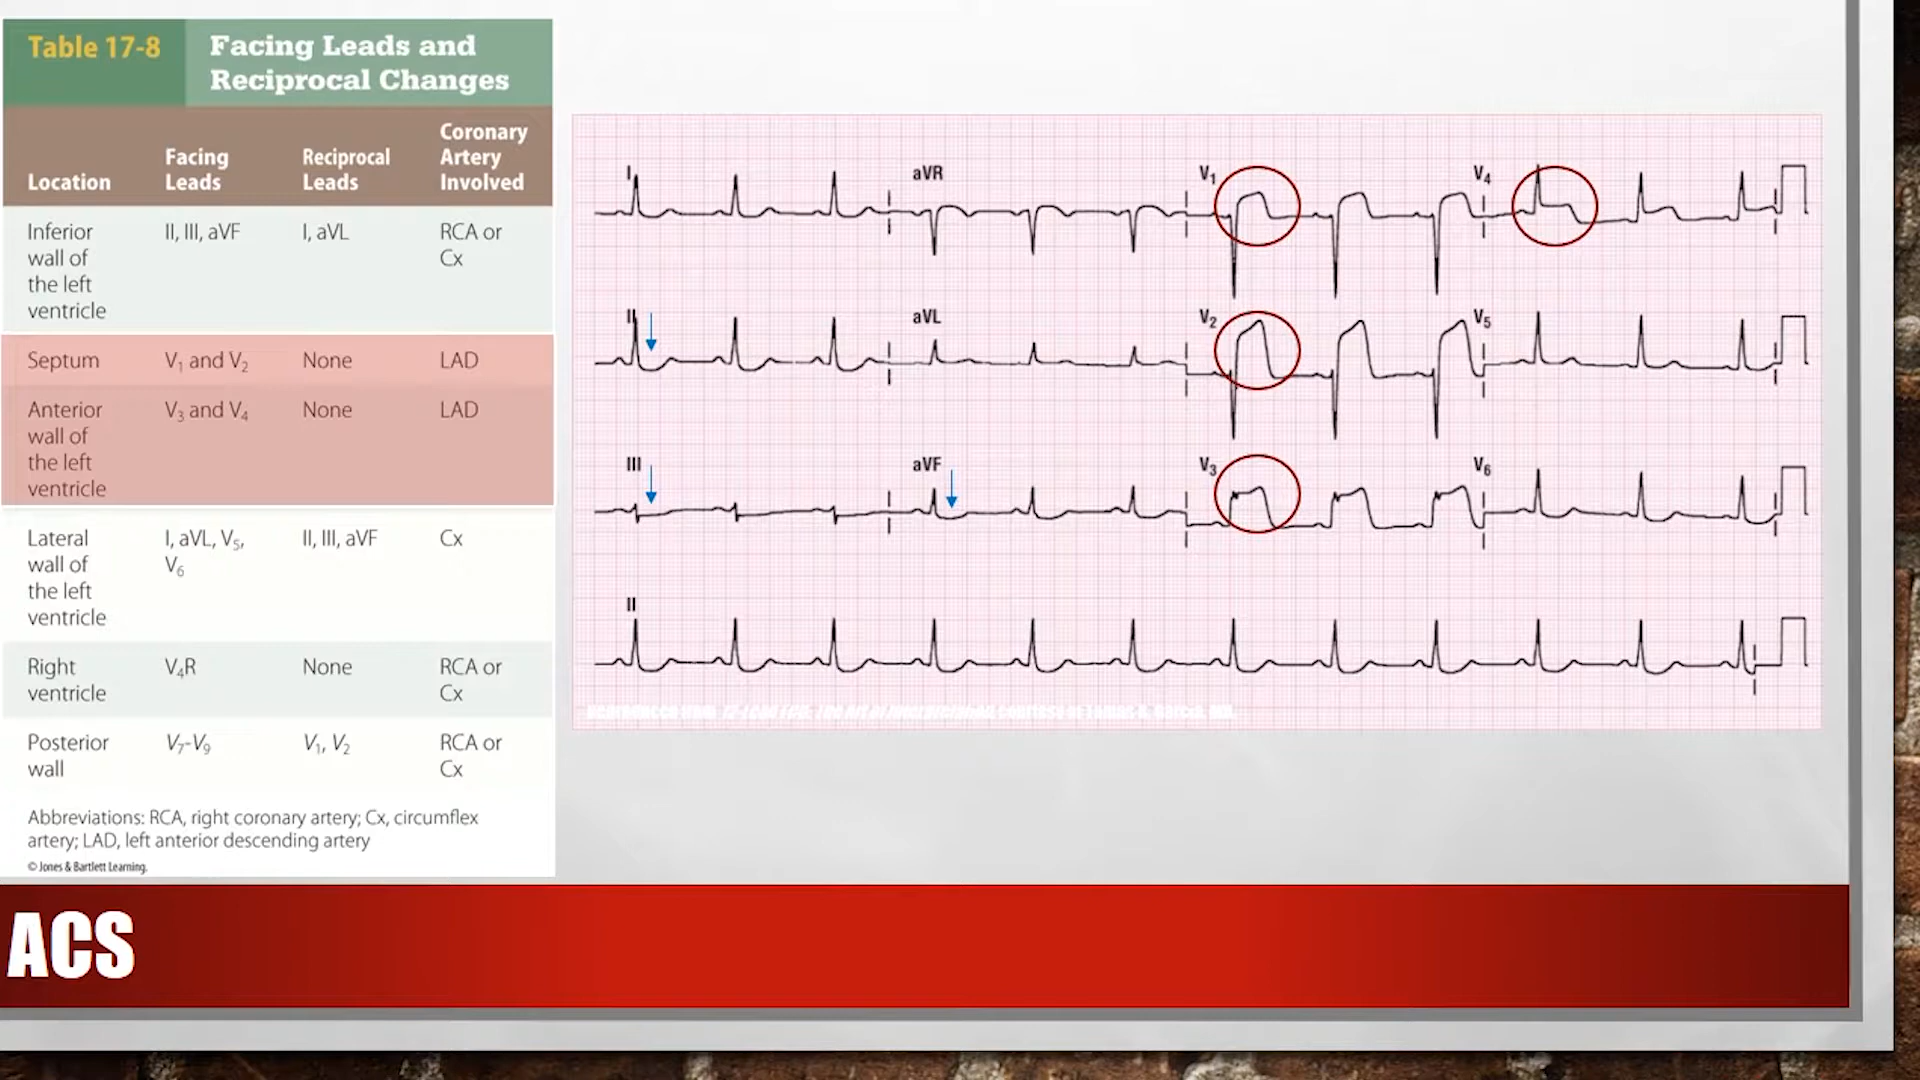 Table 17-8
Facing Leads and
Reciprocal Changes
Location
Facing
Leads
Reciprocal
Leads
Coronary
Artery
Involved
Inferior
wall of
the left
ventricle
II, III, aVF
I, aVL
RCA or
Cx
Septum
V₁ and V₂
None
LAD
Anterior
wall of
the left
ventricle
V₃ and V₄
None
LAD
Lateral
wall of
the left
ventricle
I, aVL, V₅,
V₆
II, III, aVF
Cx
Right
ventricle
V₄R
None
RCA or
Cx
Posterior
wall
V₇-V₉
V₁, V₂
RCA or
Cx
Abbreviations: RCA, right coronary artery; Cx, circumflex
artery; LAD, left anterior descending artery
© Jones & Bartlett Learning.
I
aVR
V₁
V₄
II
aVL
V₂
V₅
III
aVF
V₃
V₆
II
ACS